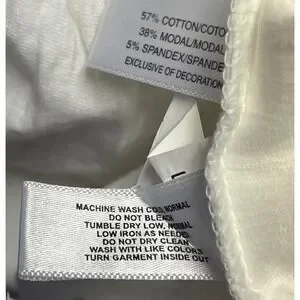 57% COTTON/COTO
38% MODAL/MODAL
5% SPANDEX/SPANDE
EXCLUSIVE OF DECORATION
MACHINE WASH COLD, NORMAL
DO NOT BLEACH
TUMBLE DRY LOW, NORMAL
LOW IRON AS NEEDED
DO NOT DRY CLEAN
WASH WITH LIKE COLORS
TURN GARMENT INSIDE OUT